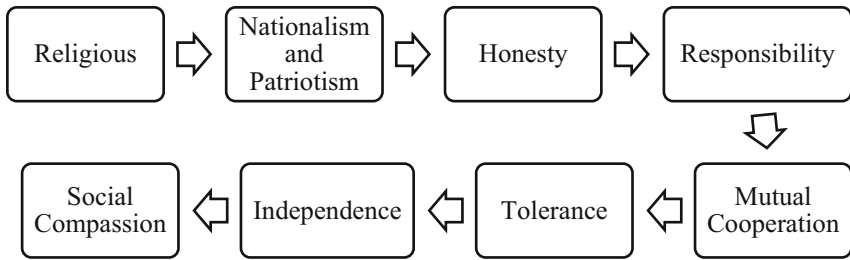 Religious
Nationalism
and
Patriotism
Honesty
Responsibility
Mutual
Cooperation
Tolerance
Independence
Social
Compassion